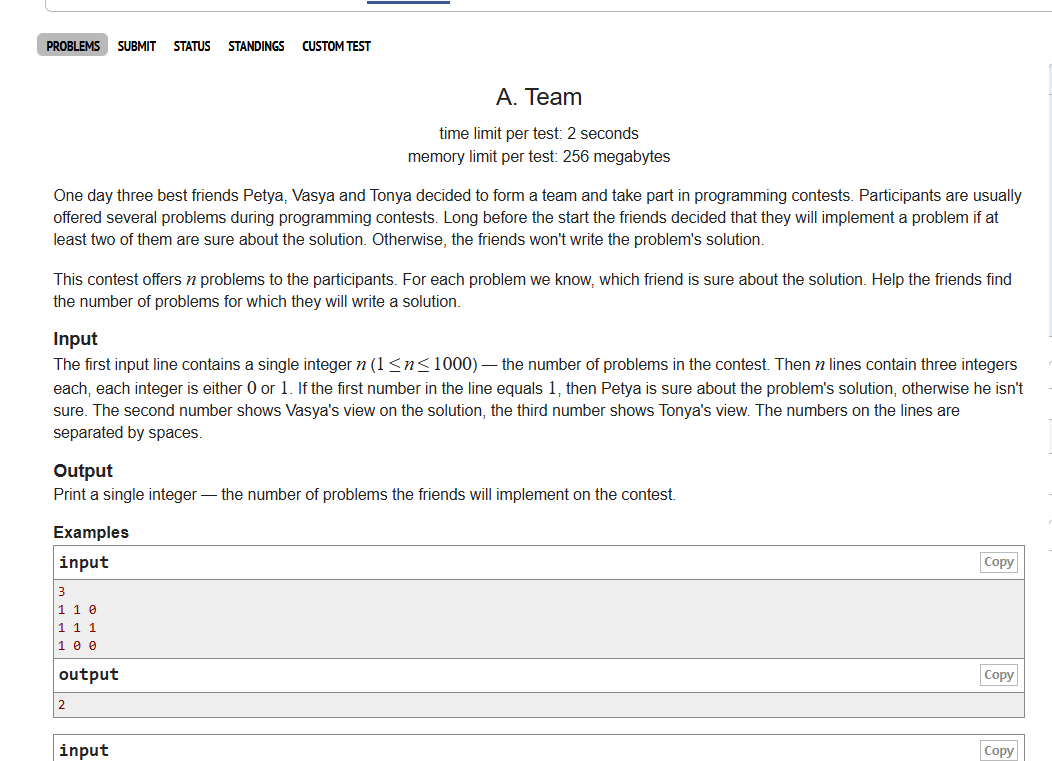 PROBLEMS SUBMIT STATUS STANDINGS CUSTOM TEST
A. Team
time limit per test: 2 seconds
memory limit per test: 256 megabytes
One day three best friends Petya, Vasya and Tonya decided to form a team and take part in programming contests. Participants are usually
offered several problems during programming contests. Long before the start the friends decided that they will implement a problem if at
least two of them are sure about the solution. Otherwise, the friends won't write the problem's solution.
This contest offers n problems to the participants. For each problem we know, which friend is sure about the solution. Help the friends find
the number of problems for which they will write a solution.
Input
The first input line contains a single integer n (1 ≤ n ≤ 1000) — the number of problems in the contest. Then n lines contain three integers
each, each integer is either 0 or 1. If the first number in the line equals 1, then Petya is sure about the problem's solution, otherwise he isn't
sure. The second number shows Vasya's view on the solution, the third number shows Tonya's view. The numbers on the lines are
separated by spaces.
Output
Print a single integer — the number of problems the friends will implement on the contest.
Examples
input Copy
3
1 1 0
1 1 1
1 0 0
output Copy
2
input Copy